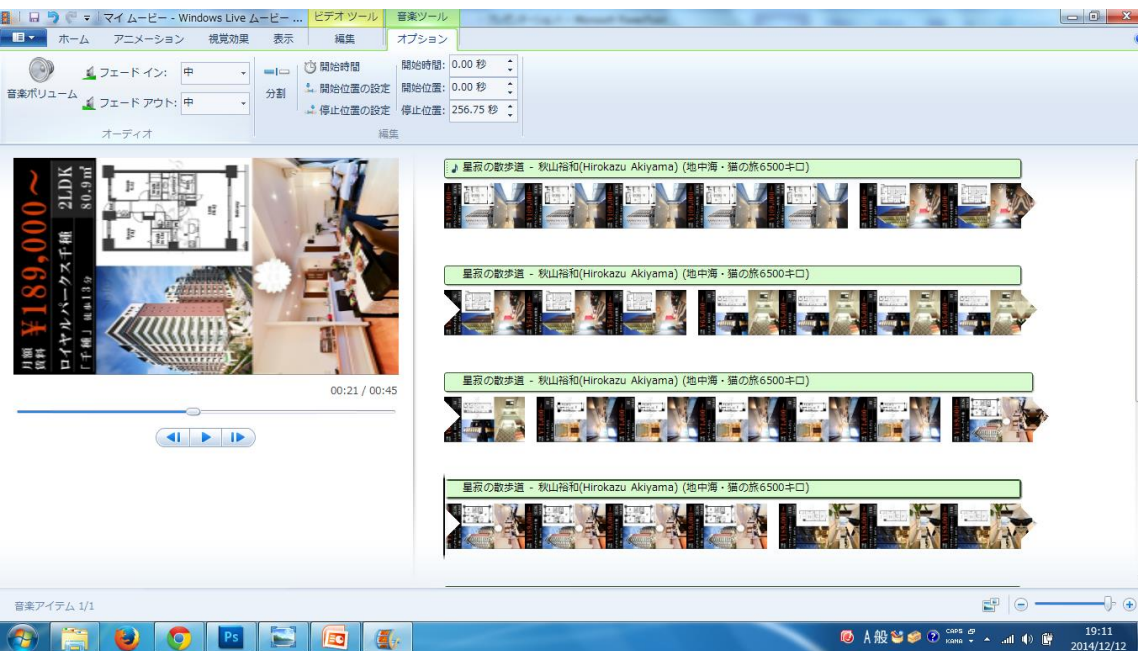 マイ ムービー - Windows Live ムービー ...
ビデオ ツール
音楽ツール
ホーム
アニメーション
視覚効果
表示
編集
オプション
音楽ボリューム
フェード イン: 中
フェード アウト: 中
オーディオ
分割
開始時間
開始位置の設定
停止位置の設定
開始時間: 0.00 秒
開始位置: 0.00 秒
停止位置: 256.75 秒
編集
月額賃料 ¥189,000～
ロイヤルパークス千種 2LDK
「千種」徒歩13分 80.9㎡
00:21 / 00:45
星寂の散歩道 - 秋山裕和(Hirokazu Akiyama) (地中海・猫の旅6500キロ)
星寂の散歩道 - 秋山裕和(Hirokazu Akiyama) (地中海・猫の旅6500キロ)
星寂の散歩道 - 秋山裕和(Hirokazu Akiyama) (地中海・猫の旅6500キロ)
星寂の散歩道 - 秋山裕和(Hirokazu Akiyama) (地中海・猫の旅6500キロ)
音楽アイテム 1/1
Ps
A 般
CAPS
KANA
19:11
2014/12/12